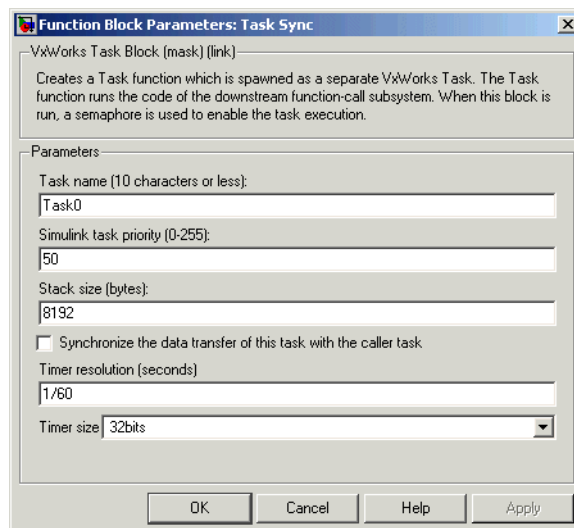 Function Block Parameters: Task Sync
VxWorks Task Block (mask) (link)
Creates a Task function which is spawned as a separate VxWorks Task. The Task
function runs the code of the downstream function-call subsystem. When this block is
run, a semaphore is used to enable the task execution.
Parameters
Task name (10 characters or less):
Task0
Simulink task priority (0-255):
50
Stack size (bytes):
8192
Synchronize the data transfer of this task with the caller task
Timer resolution (seconds)
1/60
Timer size 32bits
OK Cancel Help Apply